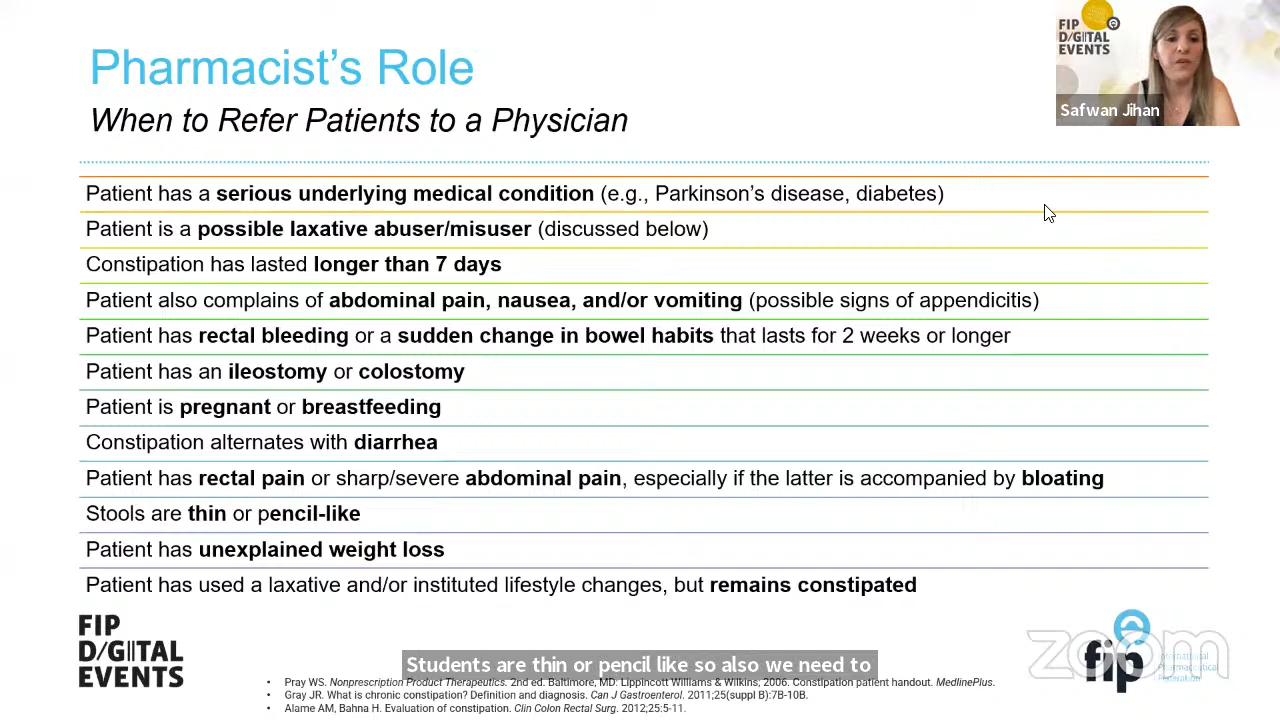 Pharmacist's Role
When to Refer Patients to a Physician
FIP
D/G|TAL
EVENTS
Safwan Jihan
Patient has a serious underlying medical condition (e.g., Parkinson's disease, diabetes)
Patient is a possible laxative abuser/misuser (discussed below)
Constipation has lasted longer than 7 days
Patient also complains of abdominal pain, nausea, and/or vomiting (possible signs of appendicitis)
Patient has rectal bleeding or a sudden change in bowel habits that lasts for 2 weeks or longer
Patient has an ileostomy or colostomy
Patient is pregnant or breastfeeding
Constipation alternates with diarrhea
Patient has rectal pain or sharp/severe abdominal pain, especially if the latter is accompanied by bloating
Stools are thin or pencil-like
Patient has unexplained weight loss
Patient has used a laxative and/or instituted lifestyle changes, but remains constipated
FIP
D/G|TAL
EVENTS
Students are thin or pencil like so also we need to
• Pray WS. Nonprescription Product Therapeutics. 2nd ed. Baltimore, MD: Lippincott Williams & Wilkins; 2006. Constipation patient handout. MedlinePlus.
• Gray JR. What is chronic constipation? Definition and diagnosis. Can J Gastroenterol. 2011;25(suppl B):7B-10B.
• Alame AM, Bahna H. Evaluation of constipation. Clin Colon Rectal Surg. 2012;25:5-11.
zoom
fip
International
Pharmaceutical
Federation